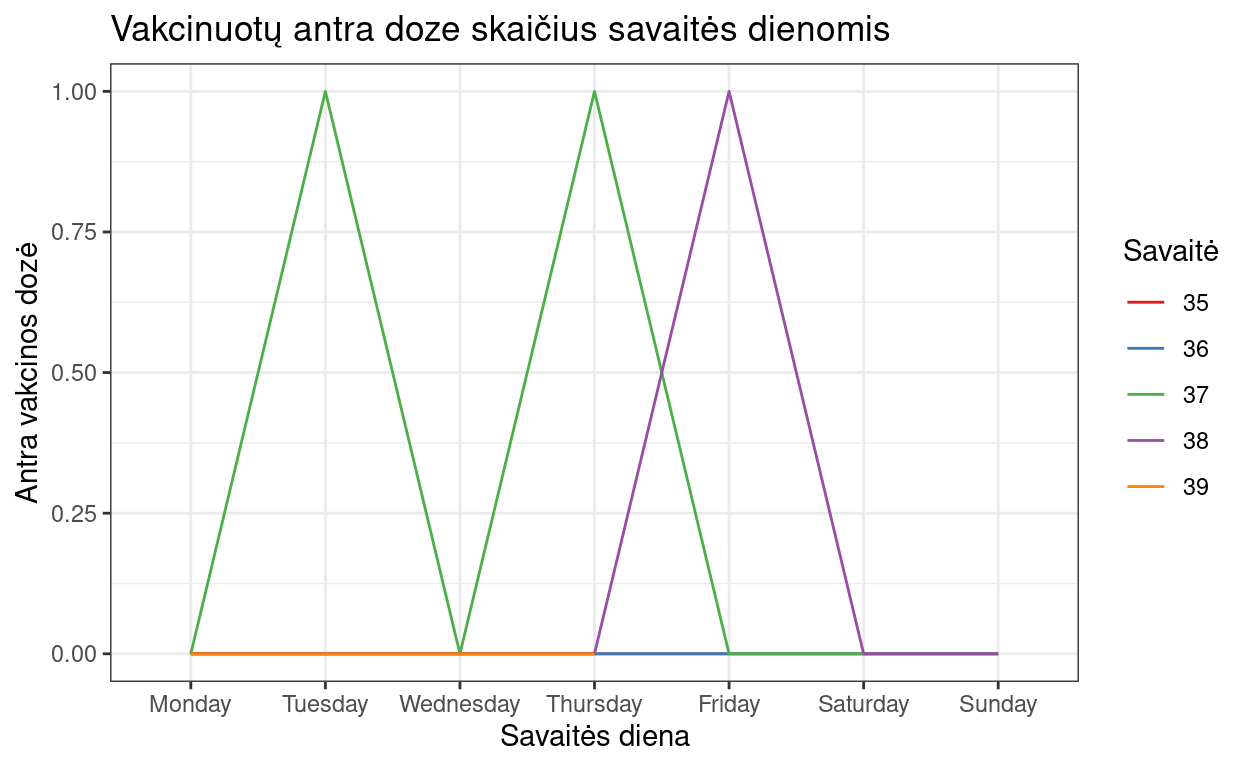 Vakcinuotų antra doze skaičius savaitės dienomis
Antra vakcinos dozė
1.00
0.75
0.50
0.25
0.00
Monday Tuesday Wednesday Thursday Friday Saturday Sunday
Savaitės diena
Savaitė
35
36
37
38
39